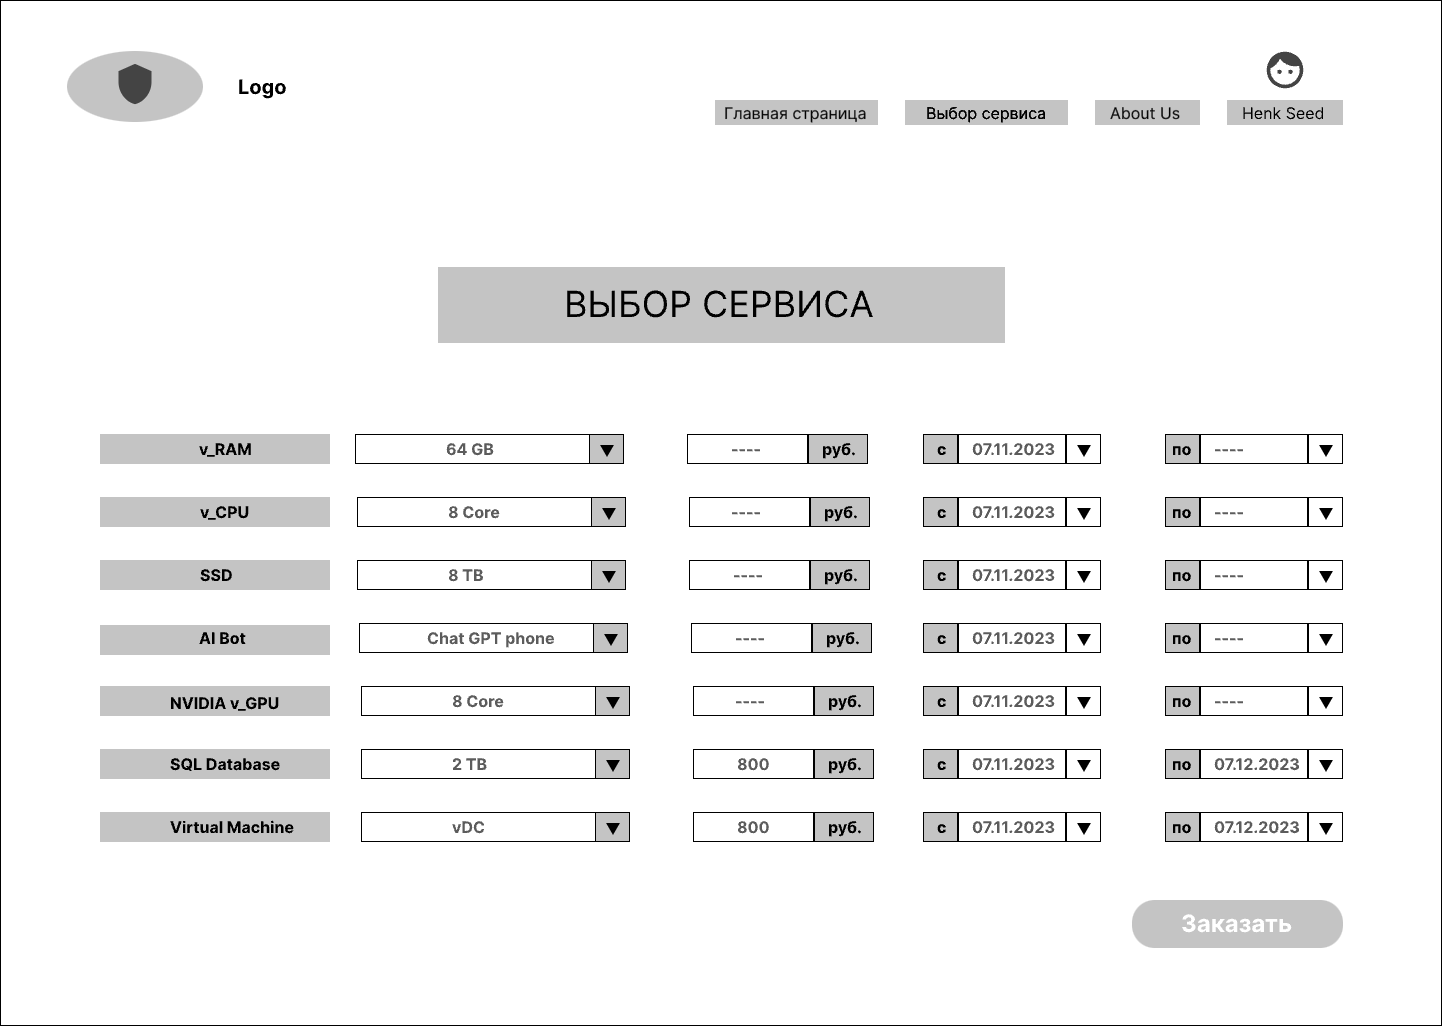 Logo
Главная страница Выбор сервиса About Us Henk Seed
ВЫБОР СЕРВИСА
v_RAM 64 GB ---- руб. с 07.11.2023 по ----
v_CPU 8 Core ---- руб. с 07.11.2023 по ----
SSD 8 TB ---- руб. с 07.11.2023 по ----
AI Bot Chat GPT phone ---- руб. с 07.11.2023 по ----
NVIDIA v_GPU 8 Core ---- руб. с 07.11.2023 по ----
SQL Database 2 TB 800 руб. с 07.11.2023 по 07.12.2023
Virtual Machine vDC 800 руб. с 07.11.2023 по 07.12.2023
Заказать